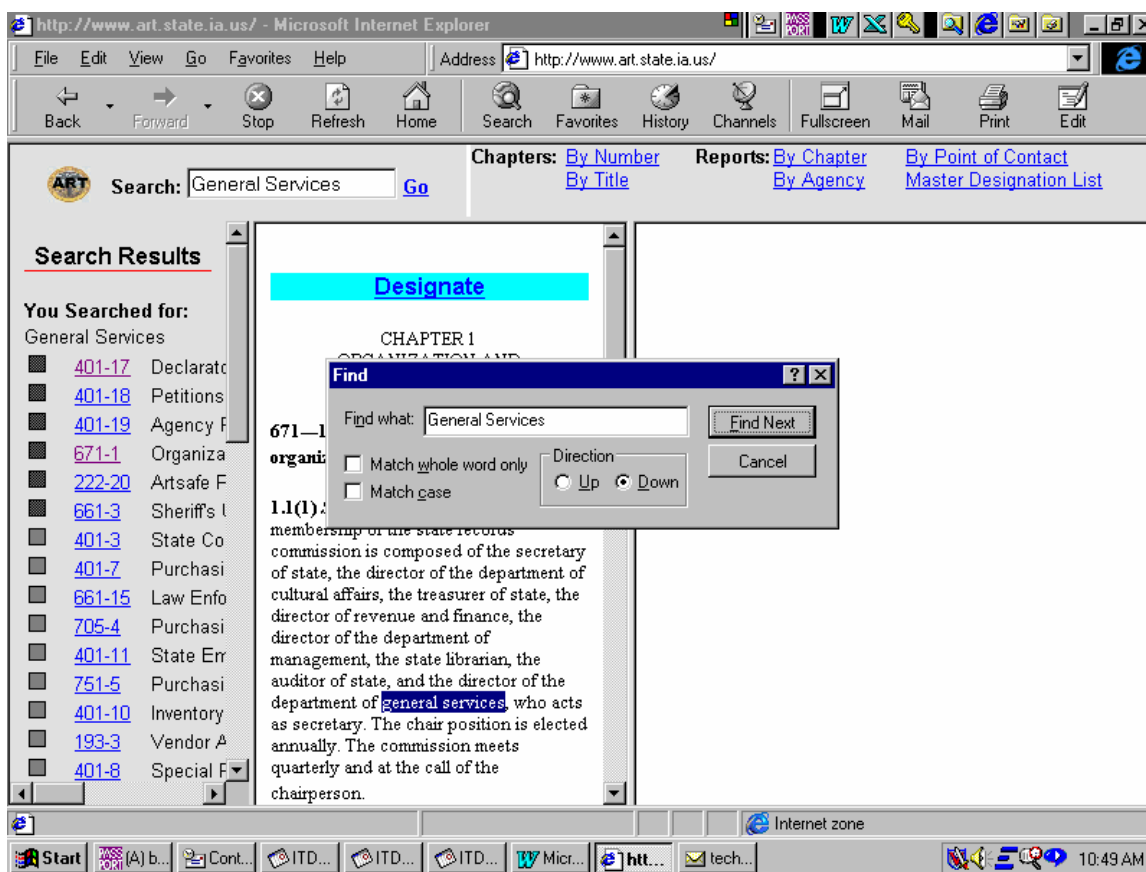 http://www.art.state.ia.us/ - Microsoft Internet Explorer
File Edit View Go Favorites Help
Address http://www.art.state.ia.us/
Back Forward Stop Refresh Home Search Favorites History Channels Fullscreen Mail Print Edit
Chapters: By Number Reports: By Chapter By Point of Contact
By Title By Agency Master Designation List
ART Search: General Services Go
Search Results
You Searched for:
General Services
401-17 Declarato
401-18 Petitions
401-19 Agency
671-1 Organiza
222-20 Artsafe
661-3 Sheriff's
401-3 State Co
401-7 Purchasi
661-15 Law Enfo
705-4 Purchasi
401-11 State
751-5 Purchasi
401-10 Inventory
193-3 Vendor
401-8 Special
Designate
CHAPTER 1
ORGANIZATION AND
671—1
organiz
1.1(1)
membership of the state records
commission is composed of the secretary
of state, the director of the department of
cultural affairs, the treasurer of state, the
director of revenue and finance, the
director of the department of
management, the state librarian, the
auditor of state, and the director of the
department of general services, who acts
as secretary. The chair position is elected
annually. The commission meets
quarterly and at the call of the
chairperson.
Find
Find what: General Services
Find Next
Match whole word only
Match case
Direction
Up Down
Cancel
Internet zone
Start (A) b... Cont... ITD... ITD... ITD... Micr... htt... tech... 10:49 AM